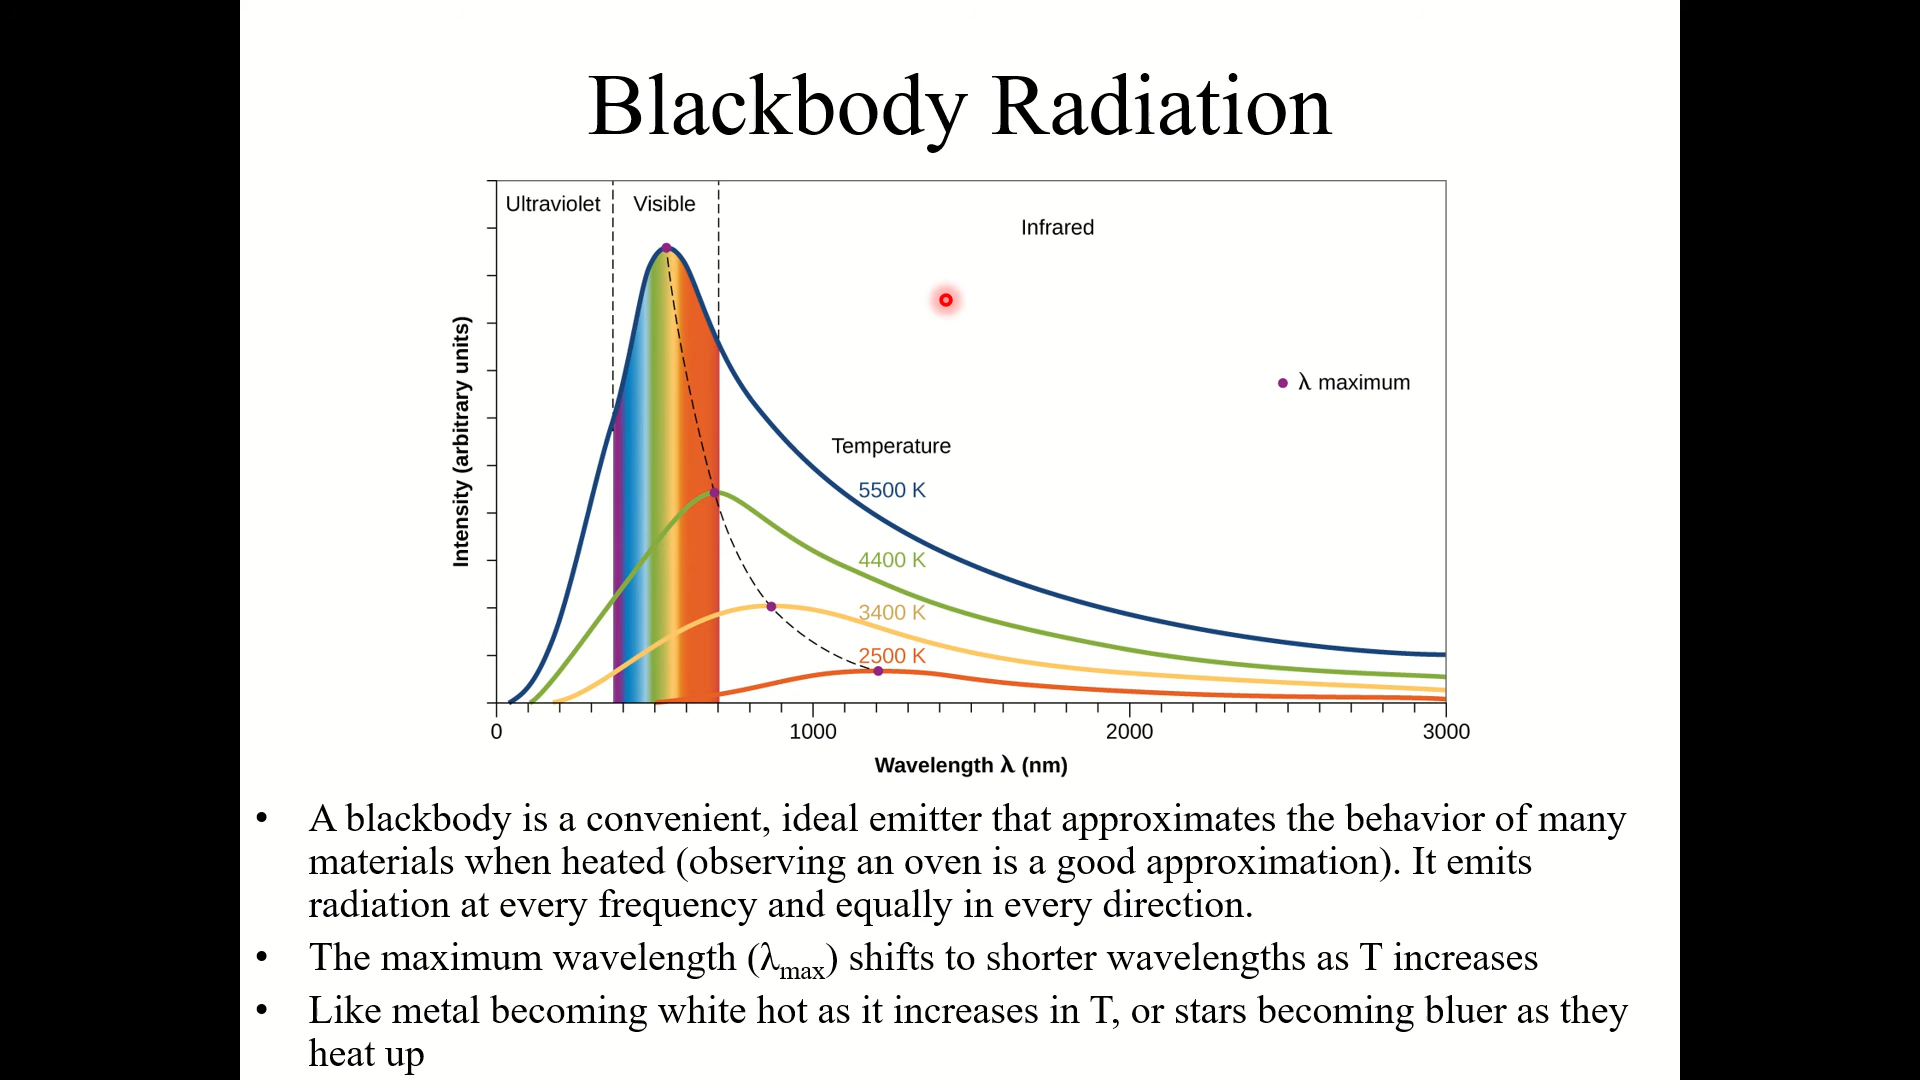 Blackbody Radiation
Ultraviolet
Visible
Infrared
λ maximum
Temperature
5500 K
4400 K
3400 K
2500 K
Intensity (arbitrary units)
0
1000
2000
3000
Wavelength λ (nm)
• A blackbody is a convenient, ideal emitter that approximates the behavior of many
materials when heated (observing an oven is a good approximation). It emits
radiation at every frequency and equally in every direction.
• The maximum wavelength (λmax) shifts to shorter wavelengths as T increases
• Like metal becoming white hot as it increases in T, or stars becoming bluer as they
heat up